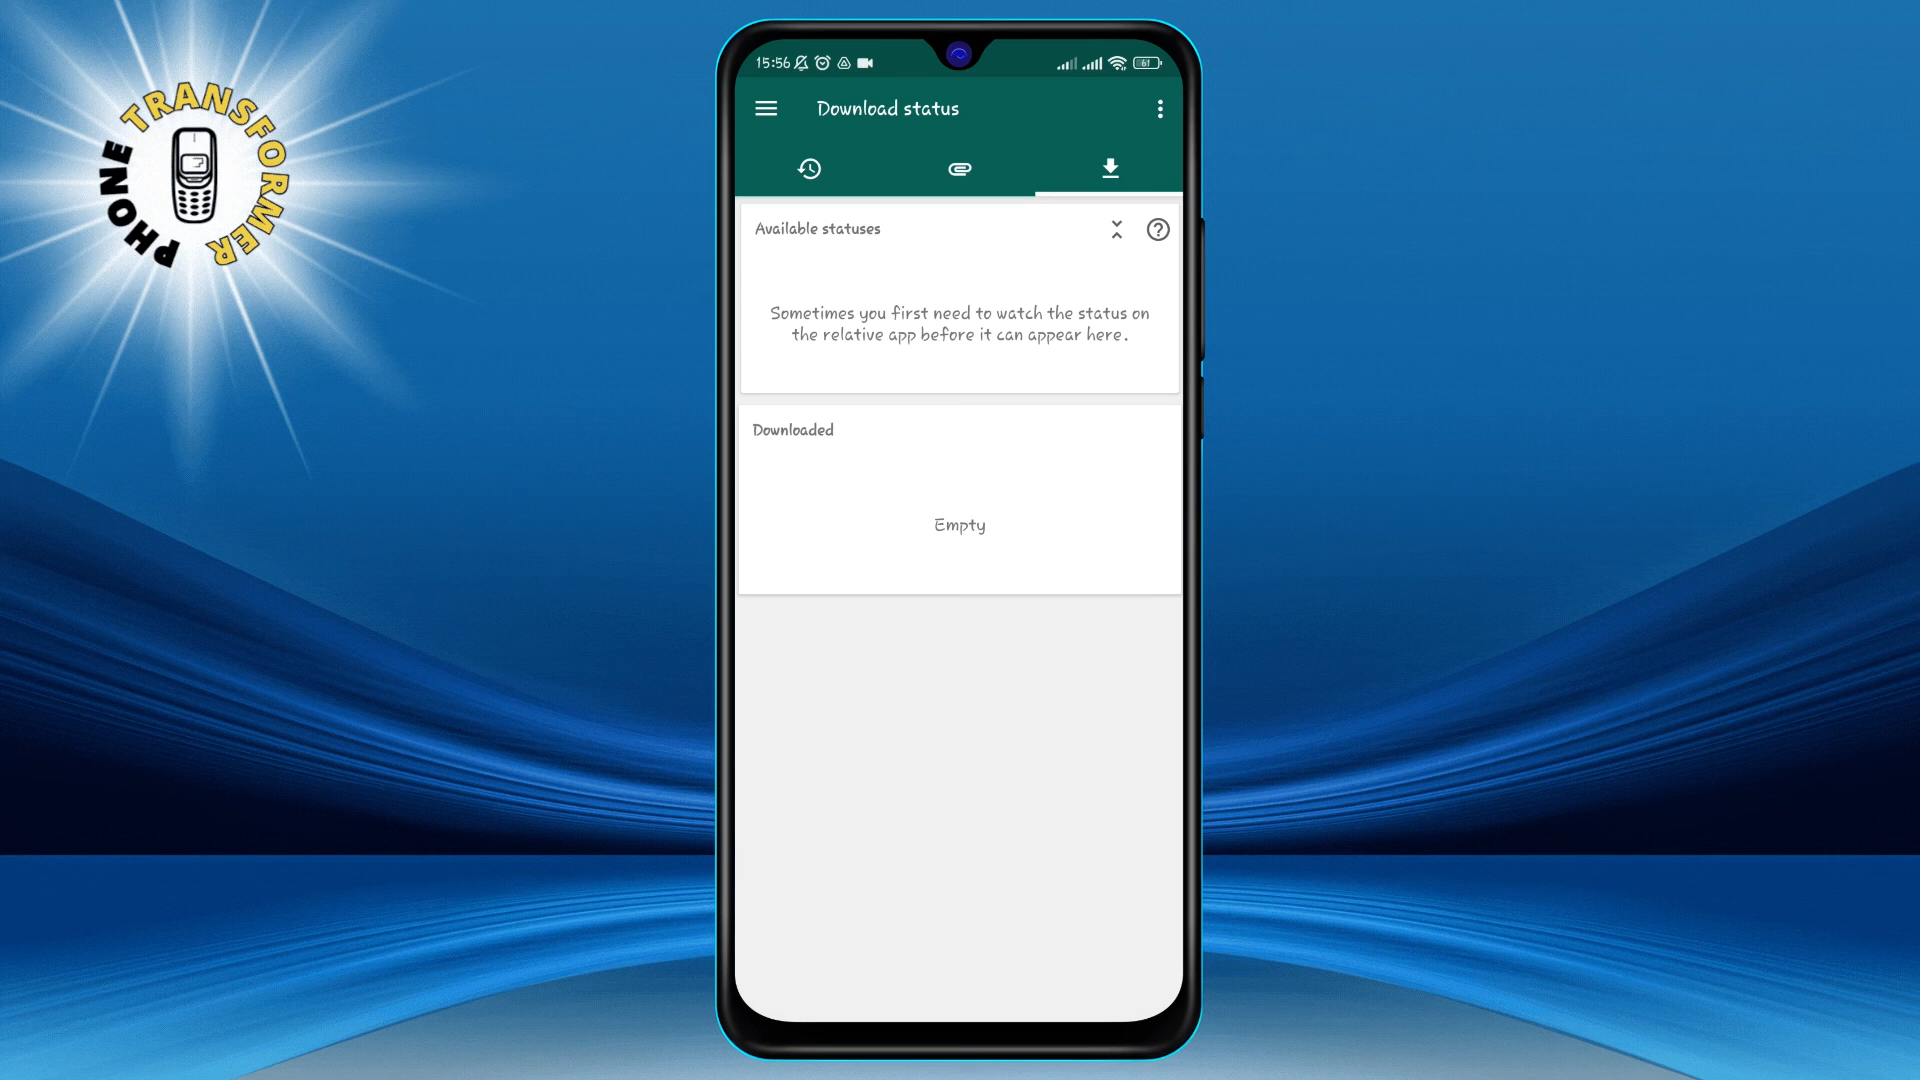 PHONE TRANSFORMER
15:56
61
Download status
Available statuses
Sometimes you first need to watch the status on
the relative app before it can appear here.
Downloaded
Empty